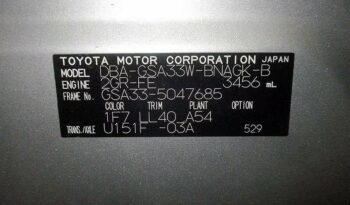 TOYOTA MOTOR CORPORATION JAPAN
MODEL DBA-GSA33W-BNAGK-B
ENGINE 2GR-FE 3456 mL
FRAME No. GSA33-5047685
COLOR TRIM PLANT OPTION
1F7 LL40 A54
TRANS./AXLE U151F -03A 529